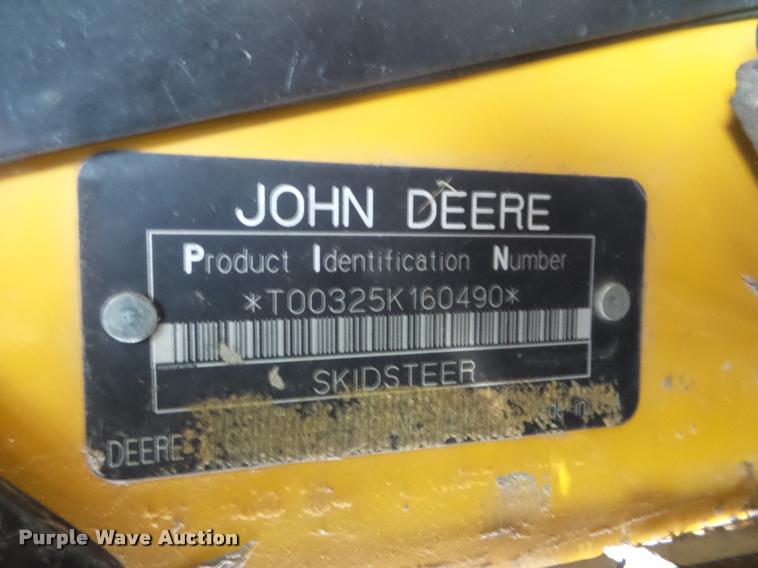 JOHN DEERE
Product Identification Number
*T00325K160490*
SKIDSTEER
DEERE
Purple Wave Auction